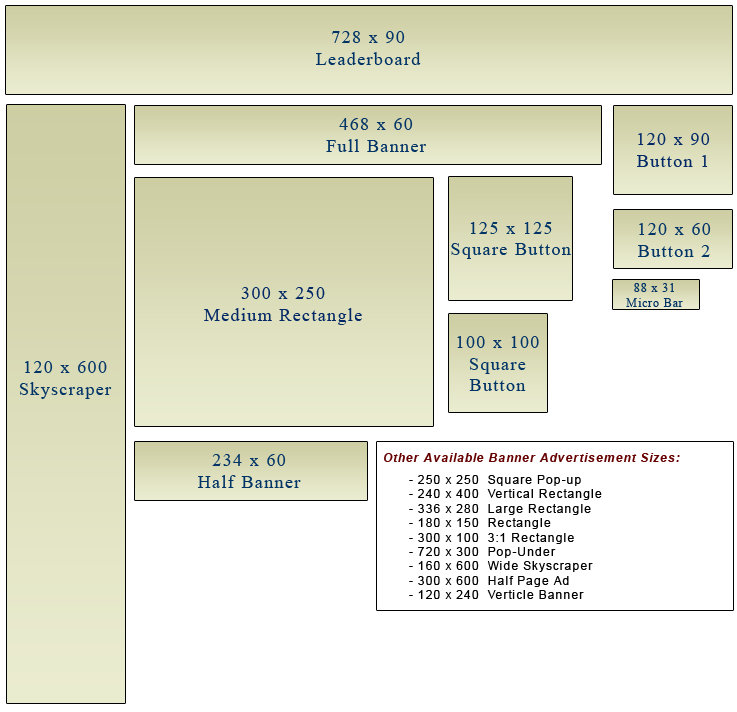 728 x 90
Leaderboard
468 x 60
Full Banner
120 x 90
Button 1
125 x 125
Square Button
120 x 60
Button 2
88 x 31
Micro Bar
300 x 250
Medium Rectangle
100 x 100
Square
Button
120 x 600
Skyscraper
234 x 60
Half Banner
Other Available Banner Advertisement Sizes:
- 250 x 250 Square Pop-up
- 240 x 400 Vertical Rectangle
- 336 x 280 Large Rectangle
- 180 x 150 Rectangle
- 300 x 100 3:1 Rectangle
- 720 x 300 Pop-Under
- 160 x 600 Wide Skyscraper
- 300 x 600 Half Page Ad
- 120 x 240 Verticle Banner